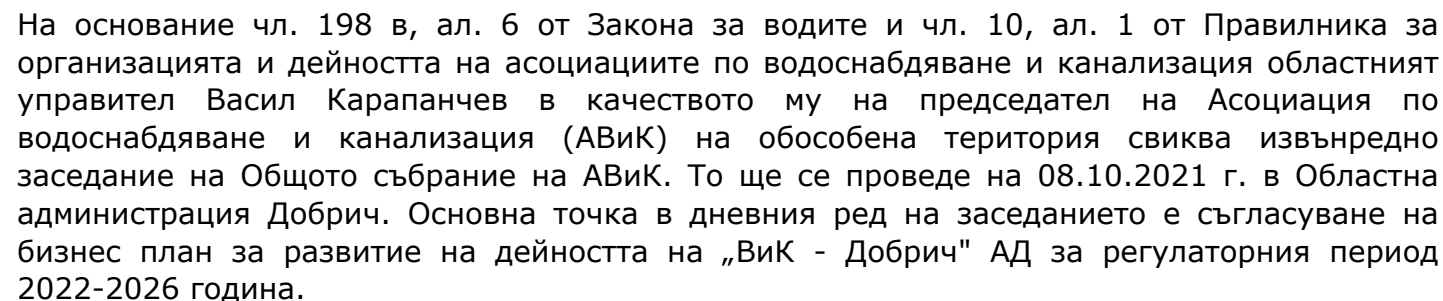 На основание чл. 198 в, ал. 6 от Закона за водите и чл. 10, ал. 1 от Правилника за
организацията и дейността на асоциациите по водоснабдяване и канализация областният
управител Васил Карапанчев в качеството му на председател на Асоциация по
водоснабдяване и канализация (АВиК) на обособена територия свиква извънредно
заседание на Общото събрание на АВиК. То ще се проведе на 08.10.2021 г. в Областна
администрация Добрич. Основна точка в дневния ред на заседанието е съгласуване на
бизнес план за развитие на дейността на „ВиК - Добрич" АД за регулаторния период
2022-2026 година.